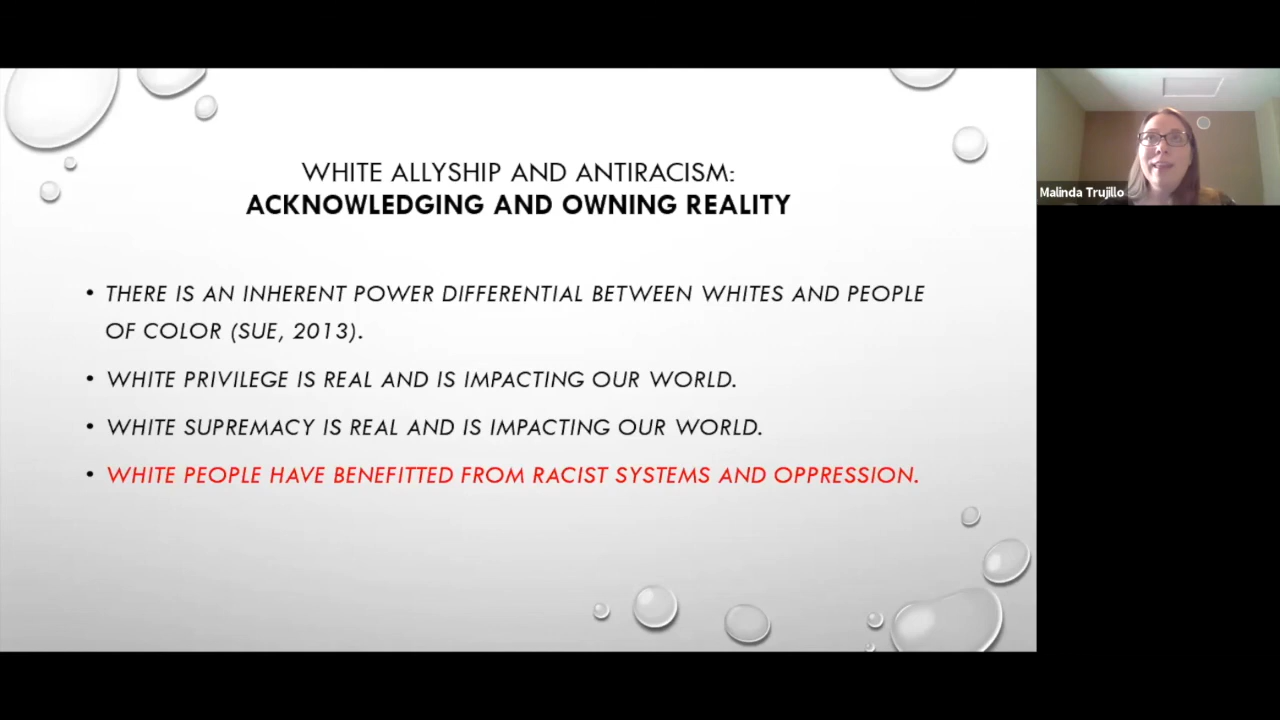 WHITE ALLYSHIP AND ANTIRACISM:
ACKNOWLEDGING AND OWNING REALITY
• THERE IS AN INHERENT POWER DIFFERENTIAL BETWEEN WHITES AND PEOPLE
OF COLOR (SUE, 2013).
• WHITE PRIVILEGE IS REAL AND IS IMPACTING OUR WORLD.
• WHITE SUPREMACY IS REAL AND IS IMPACTING OUR WORLD.
• WHITE PEOPLE HAVE BENEFITTED FROM RACIST SYSTEMS AND OPPRESSION.
Malinda Trujillo